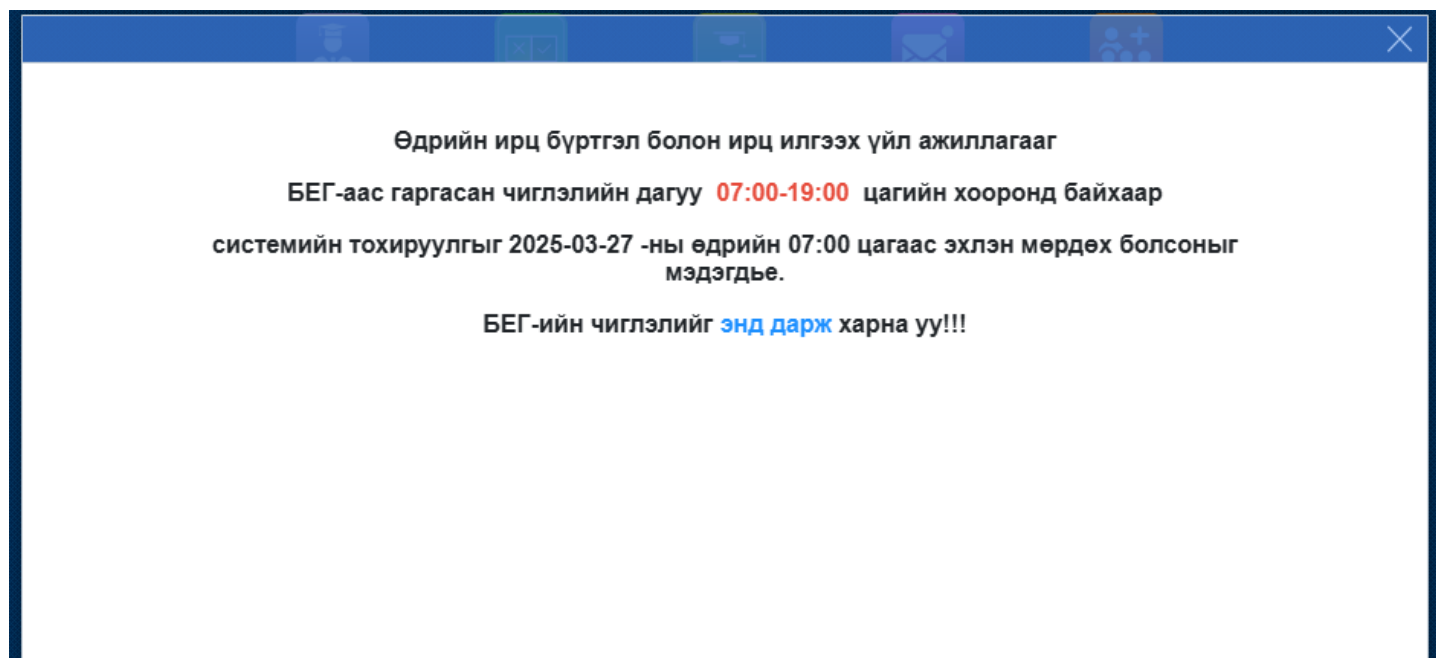 Өдрийн ирц бүртгэл болон ирц илгээх үйл ажиллагааг
БЕГ-аас гаргасан чиглэлийн дагуу 07:00-19:00 цагийн хооронд байхаар
системийн тохируулгыг 2025-03-27 -ны өдрийн 07:00 цагаас эхлэн мөрдөх болсоныг
мэдэгдье.
БЕГ-ийн чиглэлийг энд дарж харна уу!!!